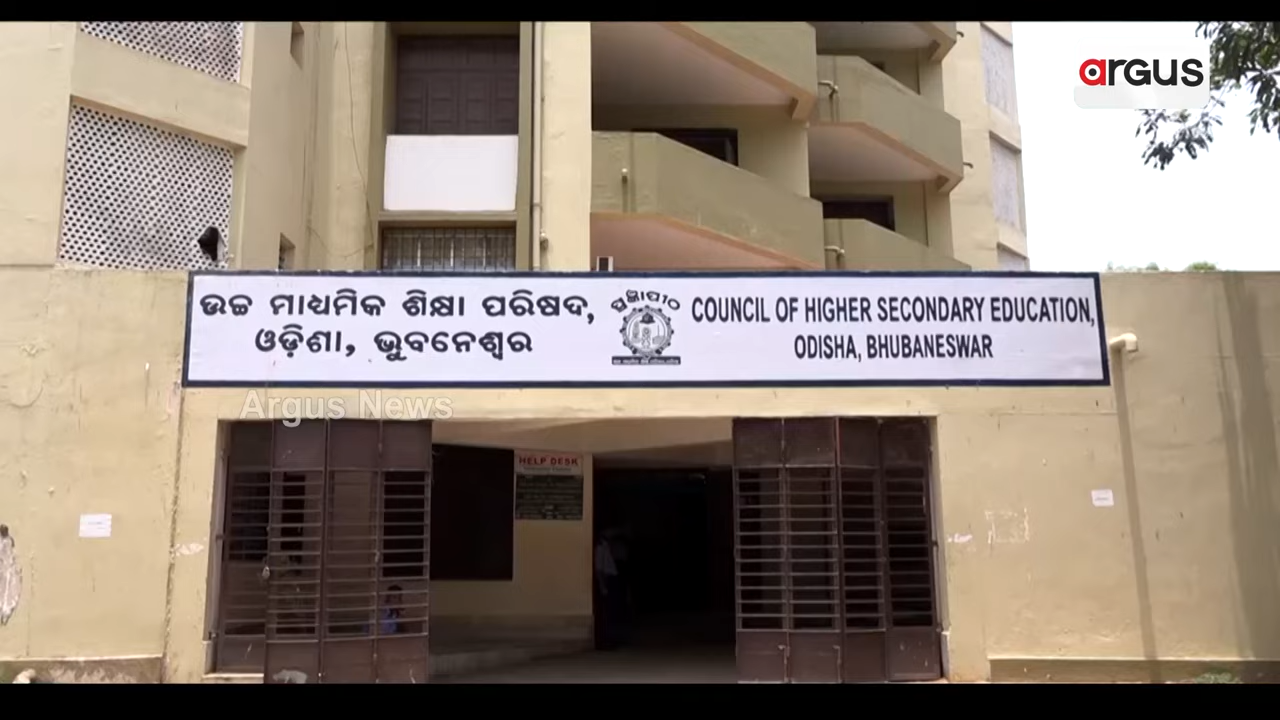 argus
ଉଚ୍ଚ ମାଧ୍ୟମିକ ଶିକ୍ଷା ପରିଷଦ,
ଓଡ଼ିଶା, ଭୁବନେଶ୍ୱର
ପ୍ରଜ୍ଞାପୀଠ
COUNCIL OF HIGHER SECONDARY EDUCATION,
ODISHA, BHUBANESWAR
Argus News
HELP DESK